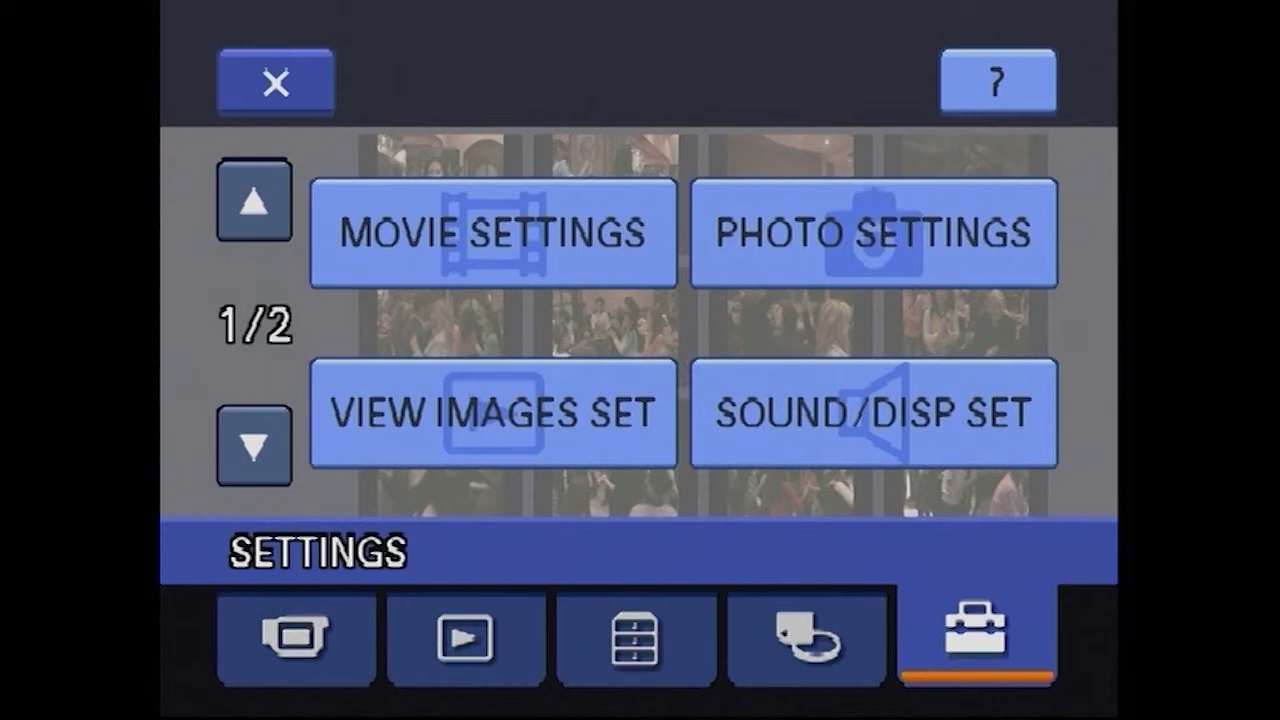 X
?
MOVIE SETTINGS
PHOTO SETTINGS
1/2
VIEW IMAGES SET
SOUND/DISP SET
SETTINGS